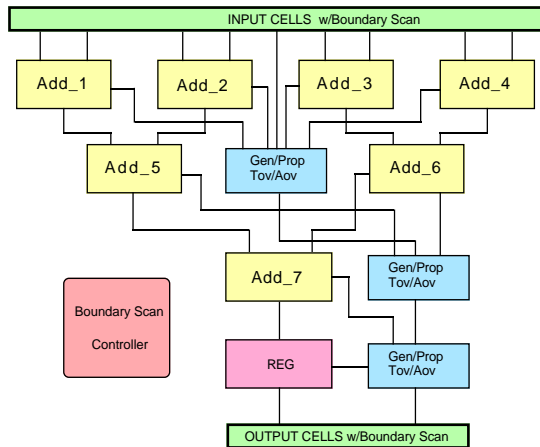 INPUT CELLS w/Boundary Scan
Add_1
Add_2
Add_3
Add_4
Add_5
Gen/Prop
Tov/Aov
Add_6
Add_7
Gen/Prop
Tov/Aov
Boundary Scan
Controller
REG
Gen/Prop
Tov/Aov
OUTPUT CELLS w/Boundary Scan